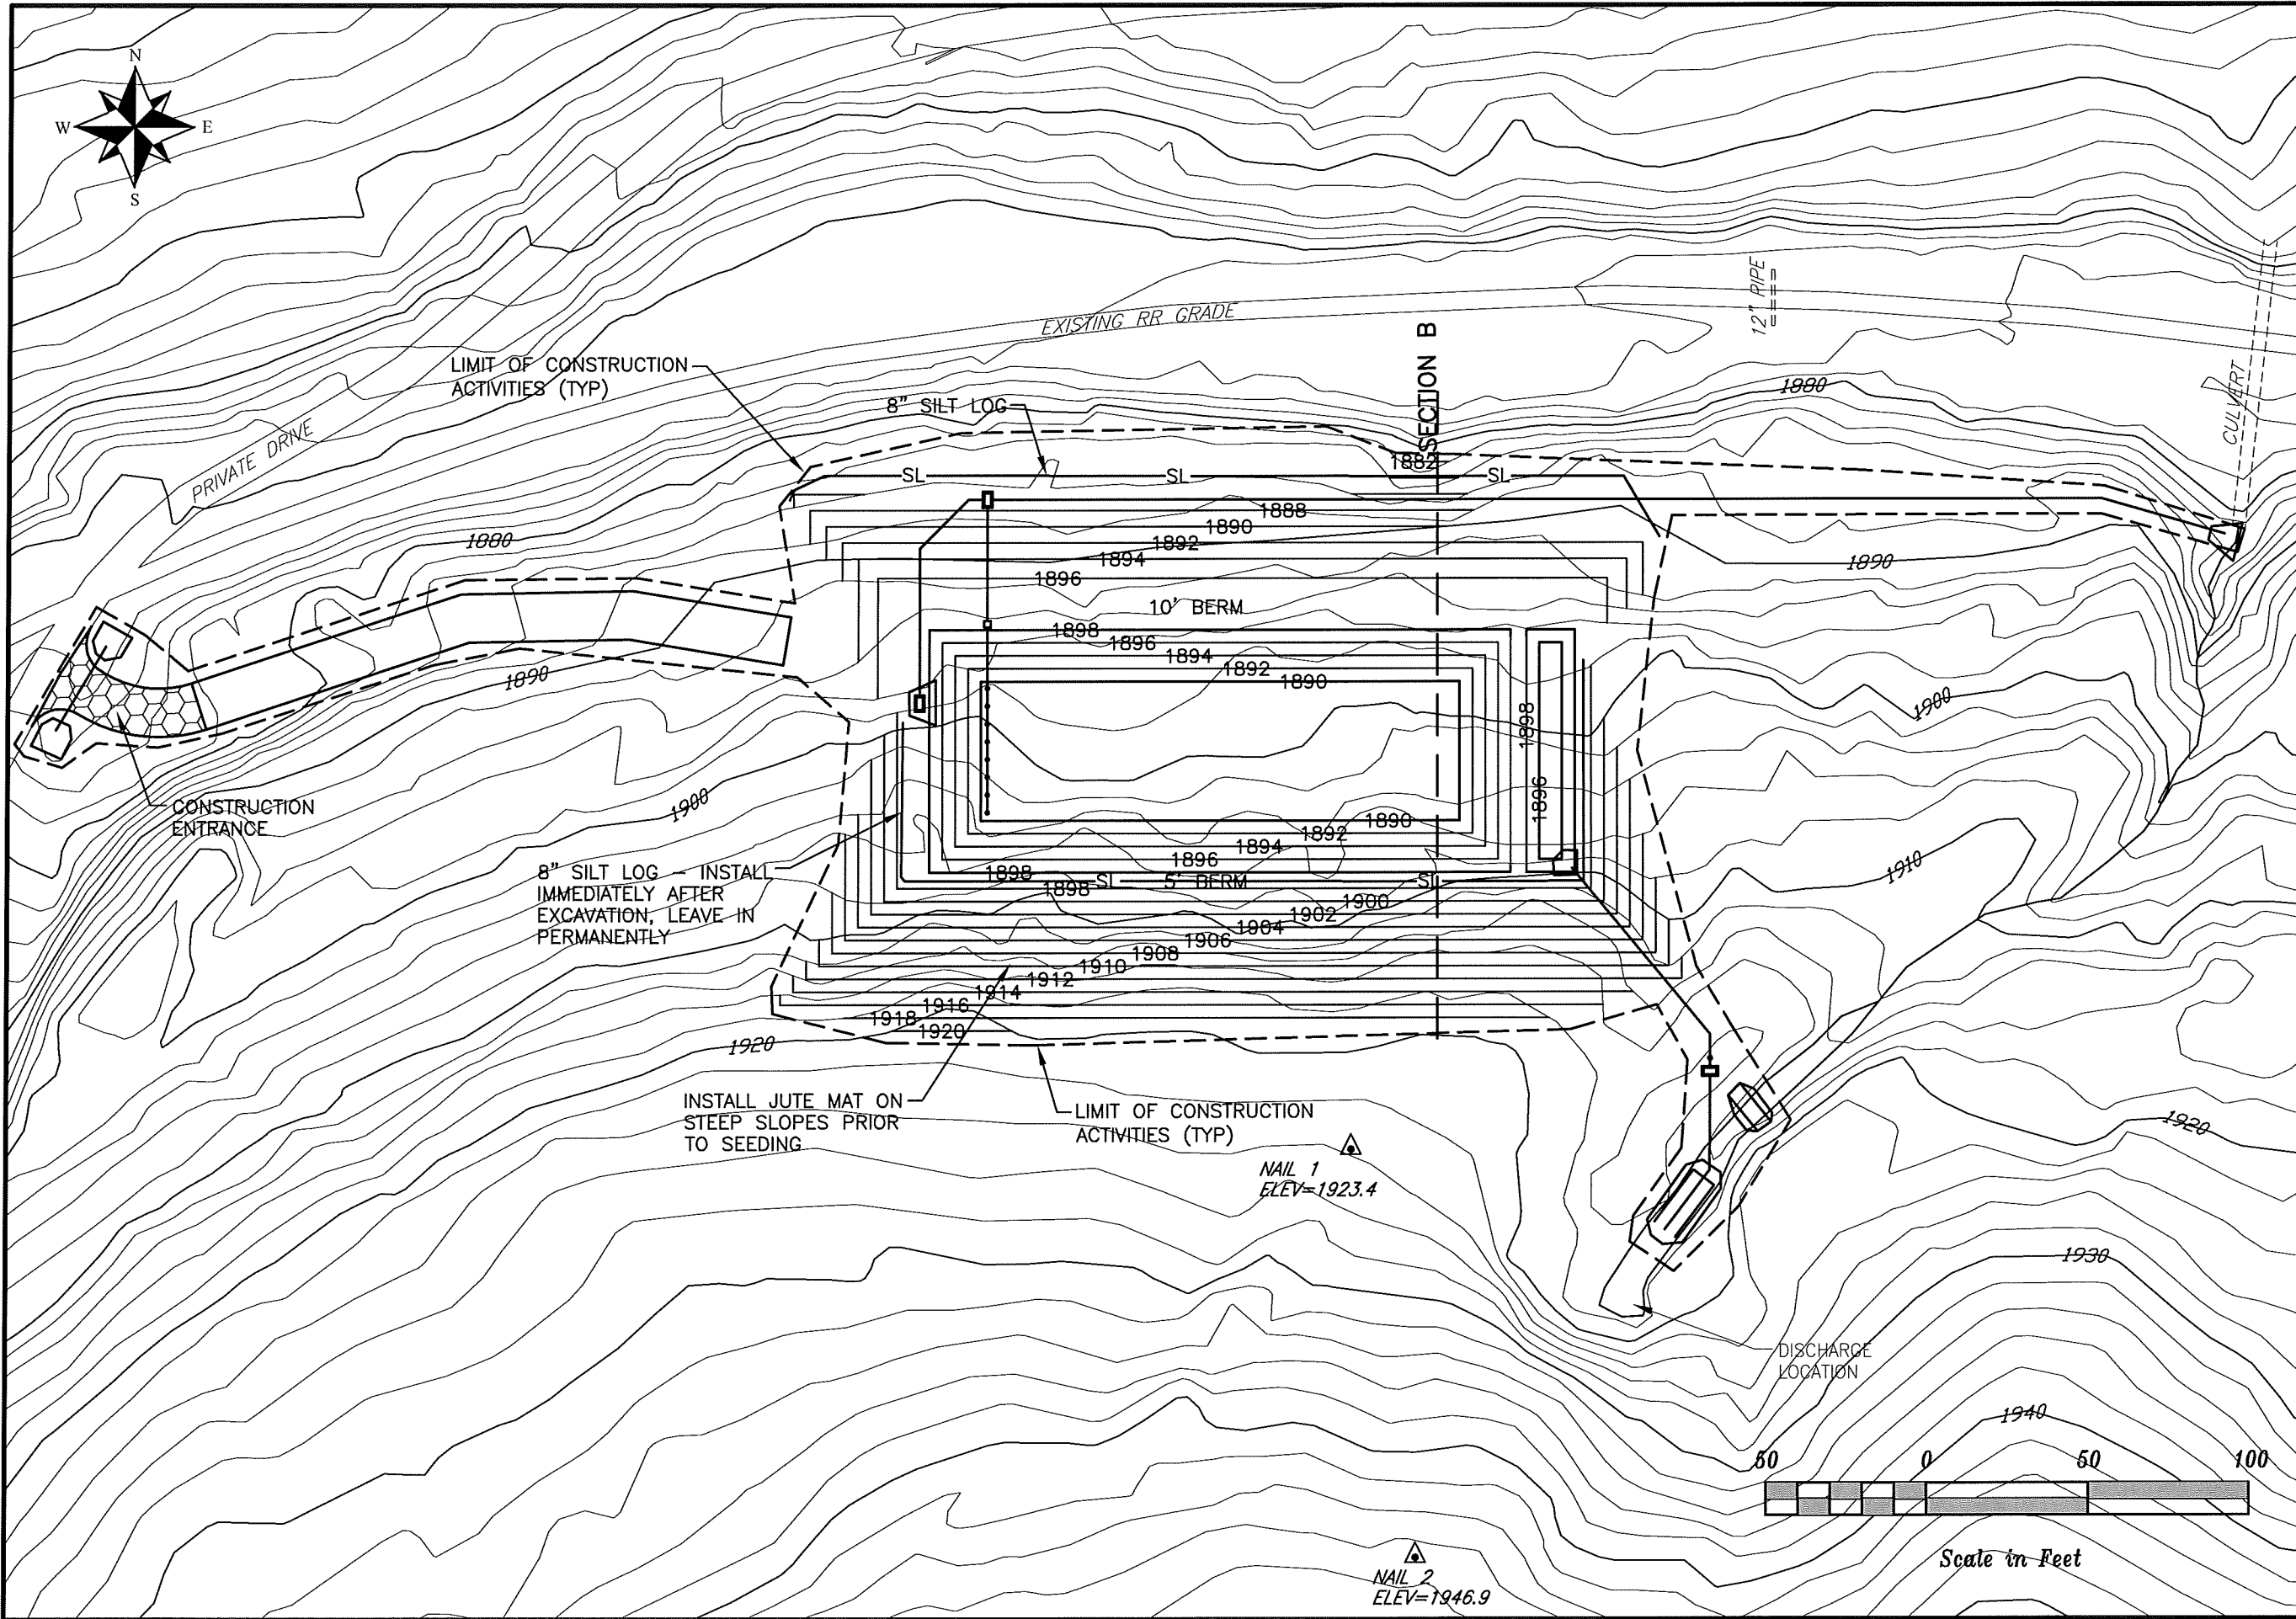 N
W
E
S
12" PIPE
EXISTING RR GRADE
SECTION B
LIMIT OF CONSTRUCTION
ACTIVITIES (TYP)
CULVERT
1880
8" SILT LOG
PRIVATE DRIVE
1882
SL
SL
SL
1888
1890
1880
1892
1894
1890
1896
10' BERM
1898
1896
1894
1892
1890
1890
1900
1898
1896
1900
CONSTRUCTION
ENTRANCE
1890
1892
1894
1896
1898
8" SILT LOG - INSTALL
IMMEDIATELY AFTER
EXCAVATION, LEAVE IN
PERMANENTLY
1898
SL
5' BERM
SL
1910
1900
1902
1904
1906
1908
1910
1912
1914
1916
1918
1920
1920
INSTALL JUTE MAT ON
STEEP SLOPES PRIOR
TO SEEDING
LIMIT OF CONSTRUCTION
ACTIVITIES (TYP)
1920
NAIL 1
ELEV=1923.4
1930
DISCHARGE
LOCATION
1940
50
0
50
100
Scale in Feet
NAIL 2
ELEV=1946.9